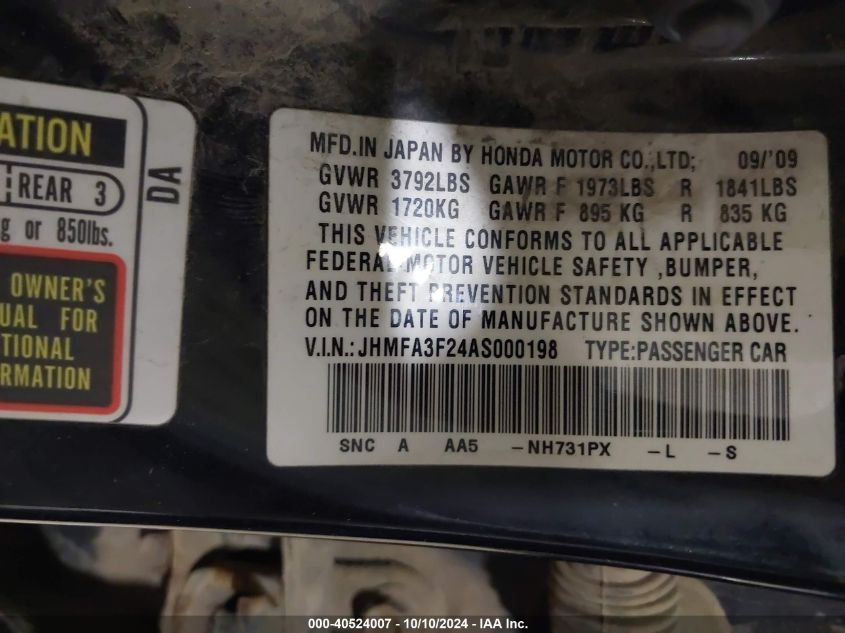 ATION
REAR 3
g or 850lbs.
OWNER'S
UAL FOR
TIONAL
RMATION
DA
MFD.IN JAPAN BY HONDA MOTOR CO.,LTD; 09/'09
GVWR 3792LBS GAWR F 1973LBS R 1841LBS
GVWR 1720KG GAWR F 895 KG R 835 KG
THIS VEHICLE CONFORMS TO ALL APPLICABLE
FEDERAL MOTOR VEHICLE SAFETY ,BUMPER,
AND THEFT PREVENTION STANDARDS IN EFFECT
ON THE DATE OF MANUFACTURE SHOWN ABOVE.
V.I.N.: JHMFA3F24AS000198 TYPE:PASSENGER CAR
SNC A AA5 -NH731PX -L -S
000-40524007 - 10/10/2024 - IAA Inc.